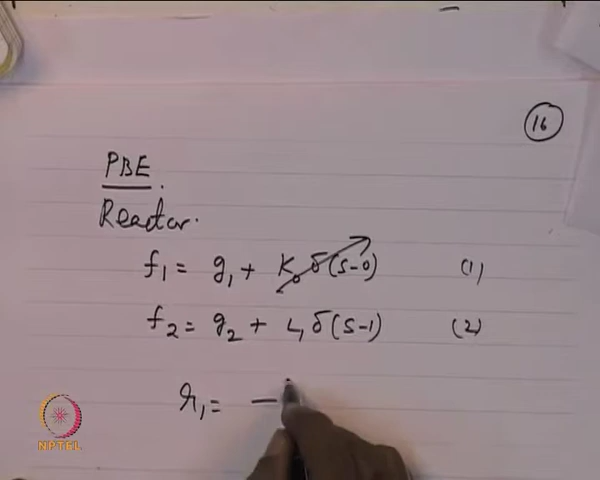 16
PBE
Reactor.
f₁ = g₁ + K₀ δ(s-0) (1)
f₂ = g₂ + L₁ δ(s-1) (2)
r₁ = —
NPTEL